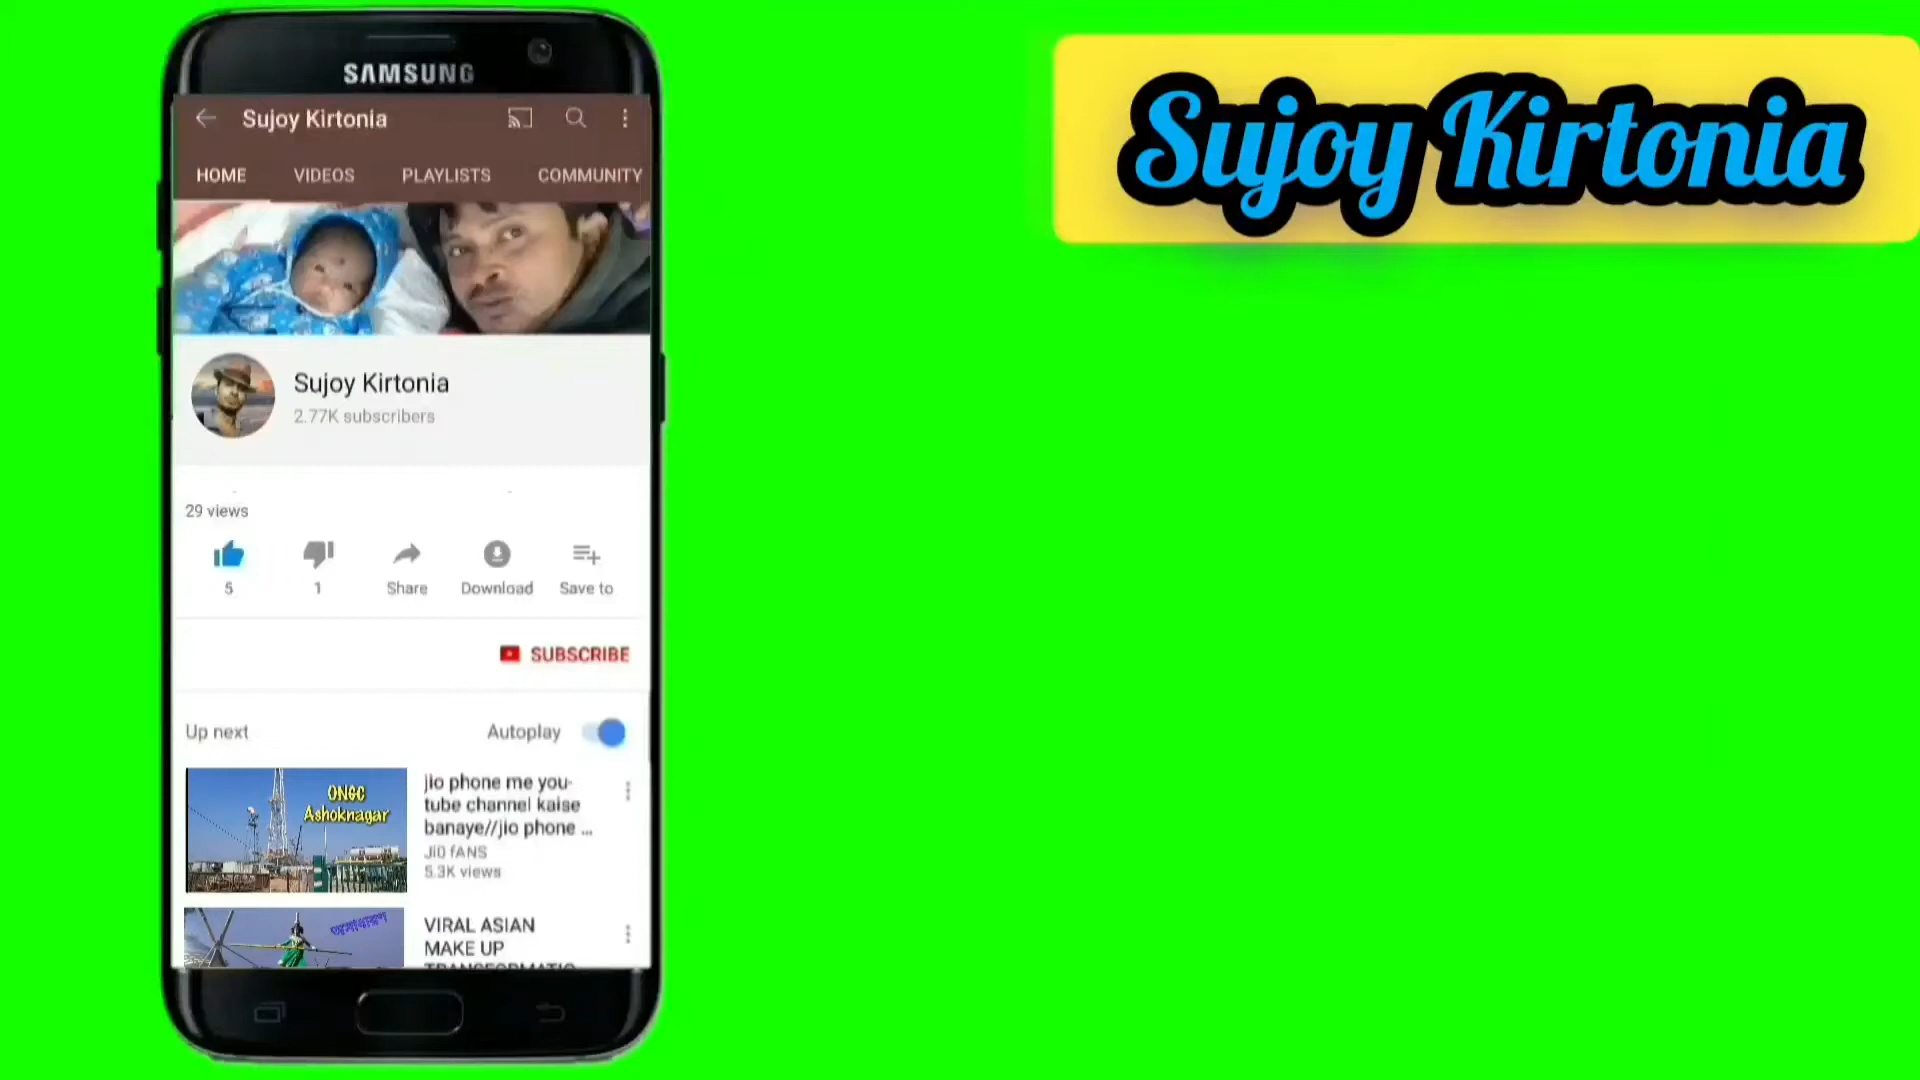 SAMSUNG
Sujoy Kirtonia
Sujoy Kirtonia
HOME VIDEOS PLAYLISTS COMMUNITY
Sujoy Kirtonia
2.77K subscribers
29 views
5 1 Share Download Save to
SUBSCRIBE
Up next Autoplay
ONGC
Ashoknagar
jio phone me you-
tube channel kaise
banaye//jio phone ...
JIO fANS
5.3K views
VIRAL ASIAN
MAKE UP
TRANSFORMATIO